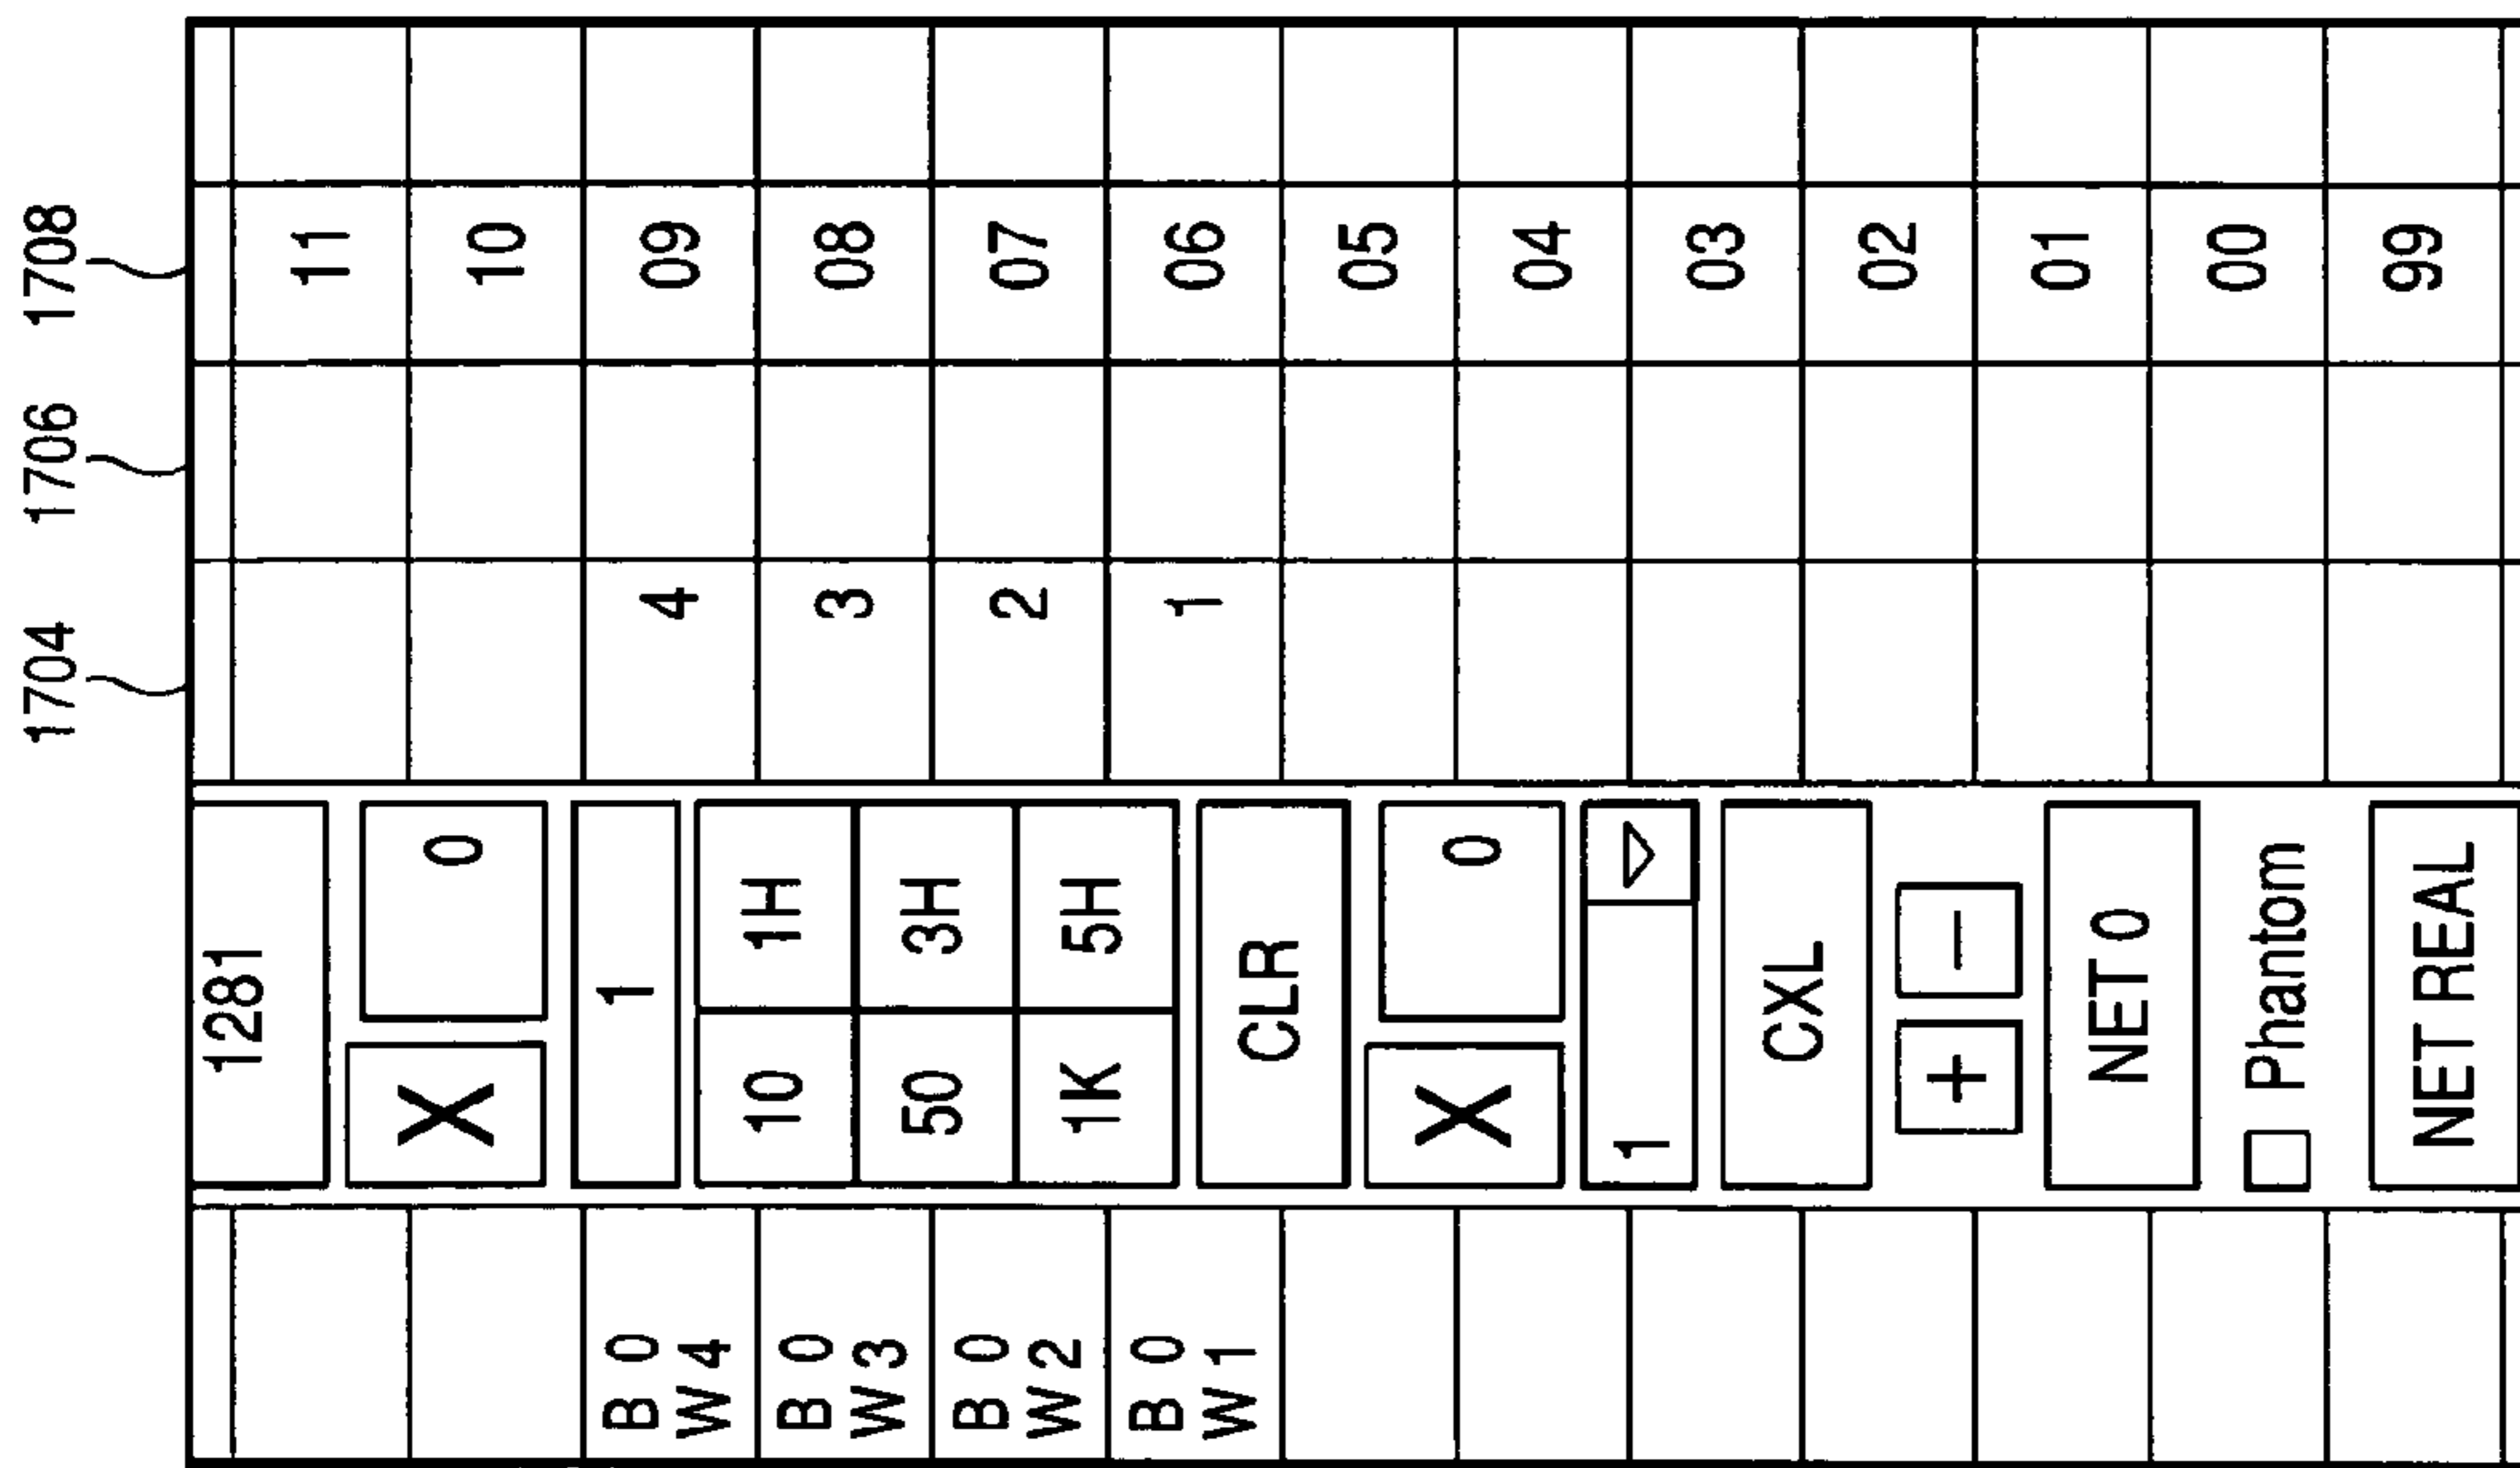 1704 1706 1708
B 0
W 4
B 0
W 3
B 0
W 2
B 0
W 1
1281
X 0
1
10 1H
50 3H
1K 5H
CLR
X 0
1
CXL
+ −
NET 0
Phantom
NET REAL
11
10
4 09
3 08
2 07
1 06
05
04
03
02
01
00
99